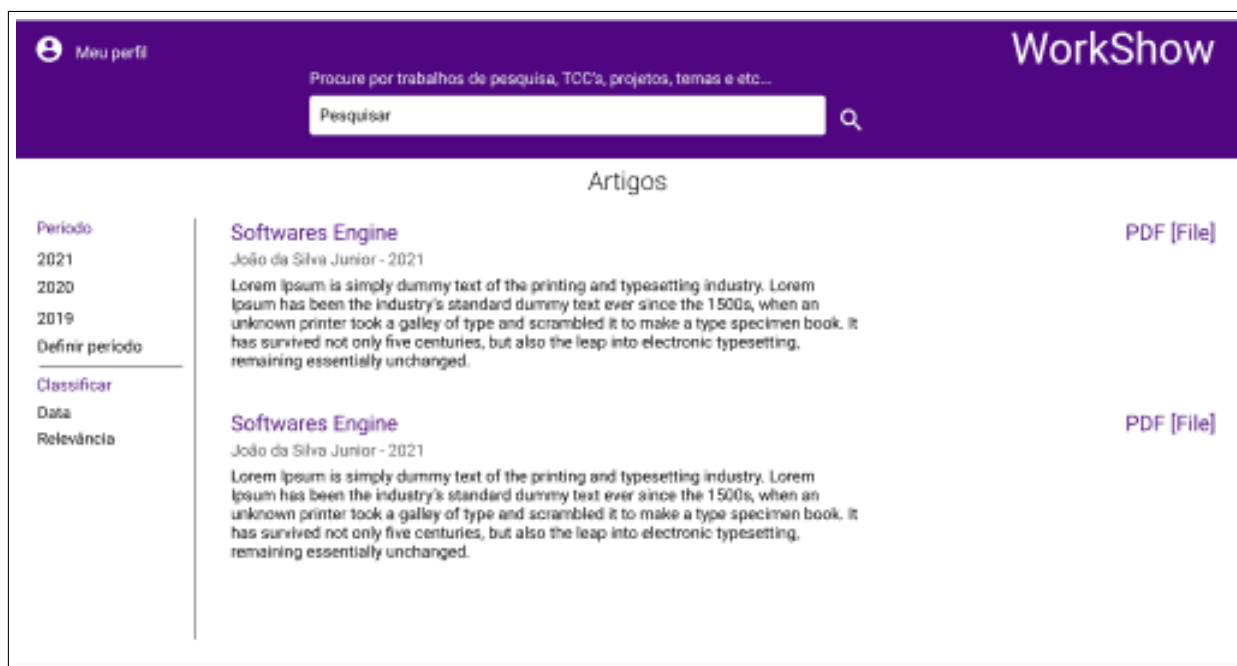 Meu perfil
WorkShow
Procure por trabalhos de pesquisa, TCC's, projetos, temas e etc...
Pesquisar
Artigos
Período
2021
2020
2019
Definir período
Classificar
Data
Relevância
Softwares Engine
PDF [File]
João da Silva Junior - 2021
Lorem Ipsum is simply dummy text of the printing and typesetting industry. Lorem
Ipsum has been the industry's standard dummy text ever since the 1500s, when an
unknown printer took a galley of type and scrambled it to make a type specimen book. It
has survived not only five centuries, but also the leap into electronic typesetting,
remaining essentially unchanged.
Softwares Engine
PDF [File]
João da Silva Junior - 2021
Lorem Ipsum is simply dummy text of the printing and typesetting industry. Lorem
Ipsum has been the industry's standard dummy text ever since the 1500s, when an
unknown printer took a galley of type and scrambled it to make a type specimen book. It
has survived not only five centuries, but also the leap into electronic typesetting,
remaining essentially unchanged.